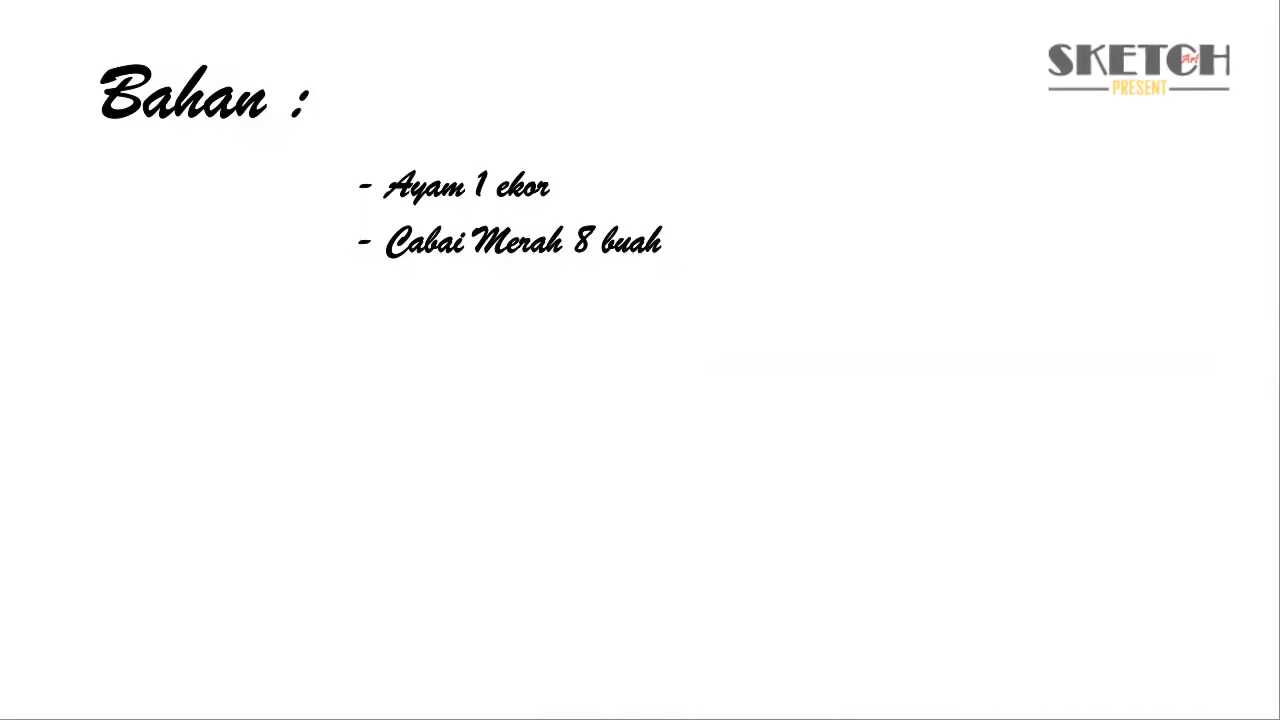 Bahan :
- Ayam 1 ekor
- Cabai Merah 8 buah
SKETCH
Art
PRESENT